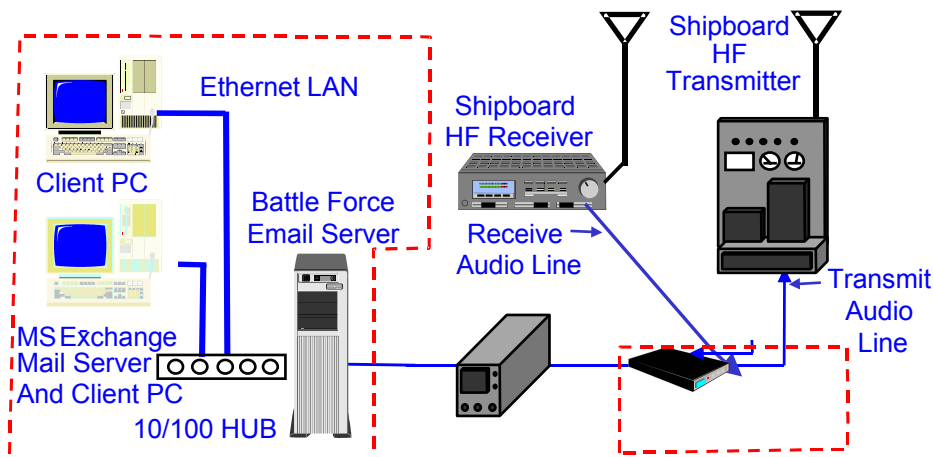 Ethernet LAN
Client PC
Battle Force
Email Server
MS Exchange
Mail Server
And Client PC
10/100 HUB
Shipboard
HF Receiver
Receive
Audio Line
Shipboard
HF
Transmitter
Transmit
Audio
Line